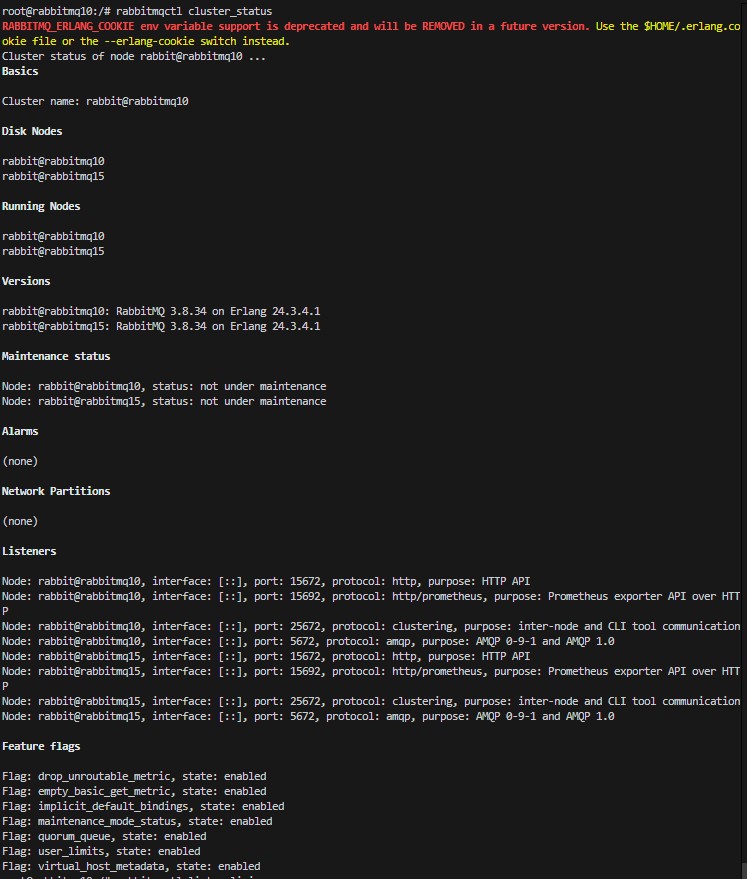 root@rabbitmq10:/# rabbitmqctl cluster_status
RABBITMQ_ERLANG_COOKIE env variable support is deprecated and will be REMOVED in a future version. Use the $HOME/.erlang.co
okie file or the --erlang-cookie switch instead.
Cluster status of node rabbit@rabbitmq10 ...
Basics
Cluster name: rabbit@rabbitmq10
Disk Nodes
rabbit@rabbitmq10
rabbit@rabbitmq15
Running Nodes
rabbit@rabbitmq10
rabbit@rabbitmq15
Versions
rabbit@rabbitmq10: RabbitMQ 3.8.34 on Erlang 24.3.4.1
rabbit@rabbitmq15: RabbitMQ 3.8.34 on Erlang 24.3.4.1
Maintenance status
Node: rabbit@rabbitmq10, status: not under maintenance
Node: rabbit@rabbitmq15, status: not under maintenance
Alarms
(none)
Network Partitions
(none)
Listeners
Node: rabbit@rabbitmq10, interface: [::], port: 15672, protocol: http, purpose: HTTP API
Node: rabbit@rabbitmq10, interface: [::], port: 15692, protocol: http/prometheus, purpose: Prometheus exporter API over HTT
P
Node: rabbit@rabbitmq10, interface: [::], port: 25672, protocol: clustering, purpose: inter-node and CLI tool communication
Node: rabbit@rabbitmq10, interface: [::], port: 5672, protocol: amqp, purpose: AMQP 0-9-1 and AMQP 1.0
Node: rabbit@rabbitmq15, interface: [::], port: 15672, protocol: http, purpose: HTTP API
Node: rabbit@rabbitmq15, interface: [::], port: 15692, protocol: http/prometheus, purpose: Prometheus exporter API over HTT
P
Node: rabbit@rabbitmq15, interface: [::], port: 25672, protocol: clustering, purpose: inter-node and CLI tool communication
Node: rabbit@rabbitmq15, interface: [::], port: 5672, protocol: amqp, purpose: AMQP 0-9-1 and AMQP 1.0
Feature flags
Flag: drop_unroutable_metric, state: enabled
Flag: empty_basic_get_metric, state: enabled
Flag: implicit_default_bindings, state: enabled
Flag: maintenance_mode_status, state: enabled
Flag: quorum_queue, state: enabled
Flag: user_limits, state: enabled
Flag: virtual_host_metadata, state: enabled